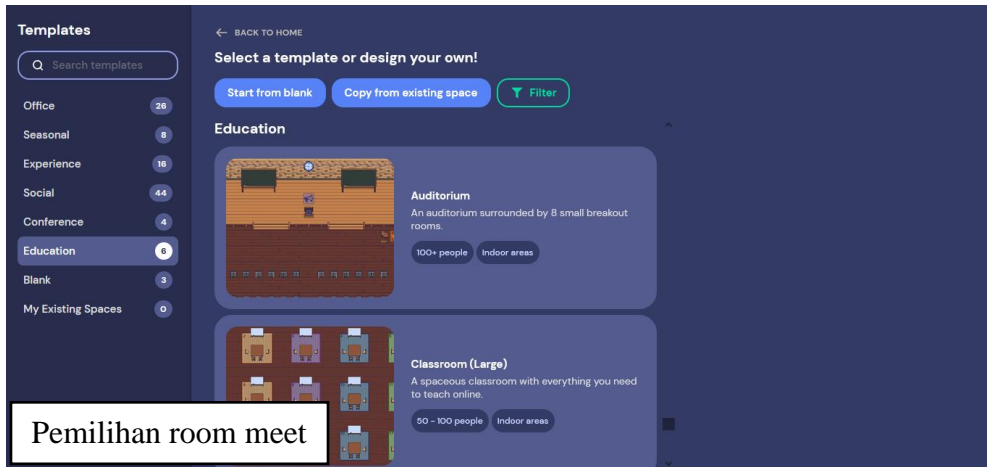 Templates
Search templates
Office 26
Seasonal 8
Experience 16
Social 44
Conference 4
Education 6
Blank 3
My Existing Spaces 0
BACK TO HOME
Select a template or design your own!
Start from blank Copy from existing space Filter
Education
Auditorium
An auditorium surrounded by 8 small breakout
rooms.
100+ people Indoor areas
Classroom (Large)
A spaceous classroom with everything you need
to teach online.
50 - 100 people Indoor areas
Pemilihan room meet